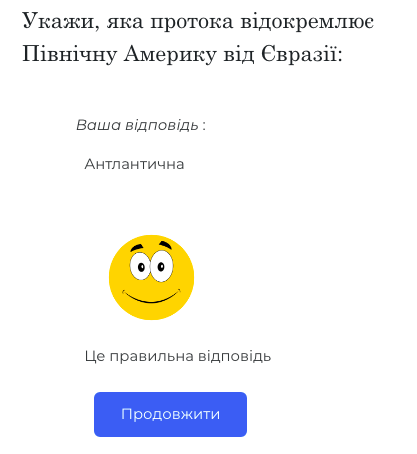 Укажи, яка протока відокремлює
Північну Америку від Євразії:
Ваша відповідь :
Антлантична
Це правильна відповідь
Продовжити